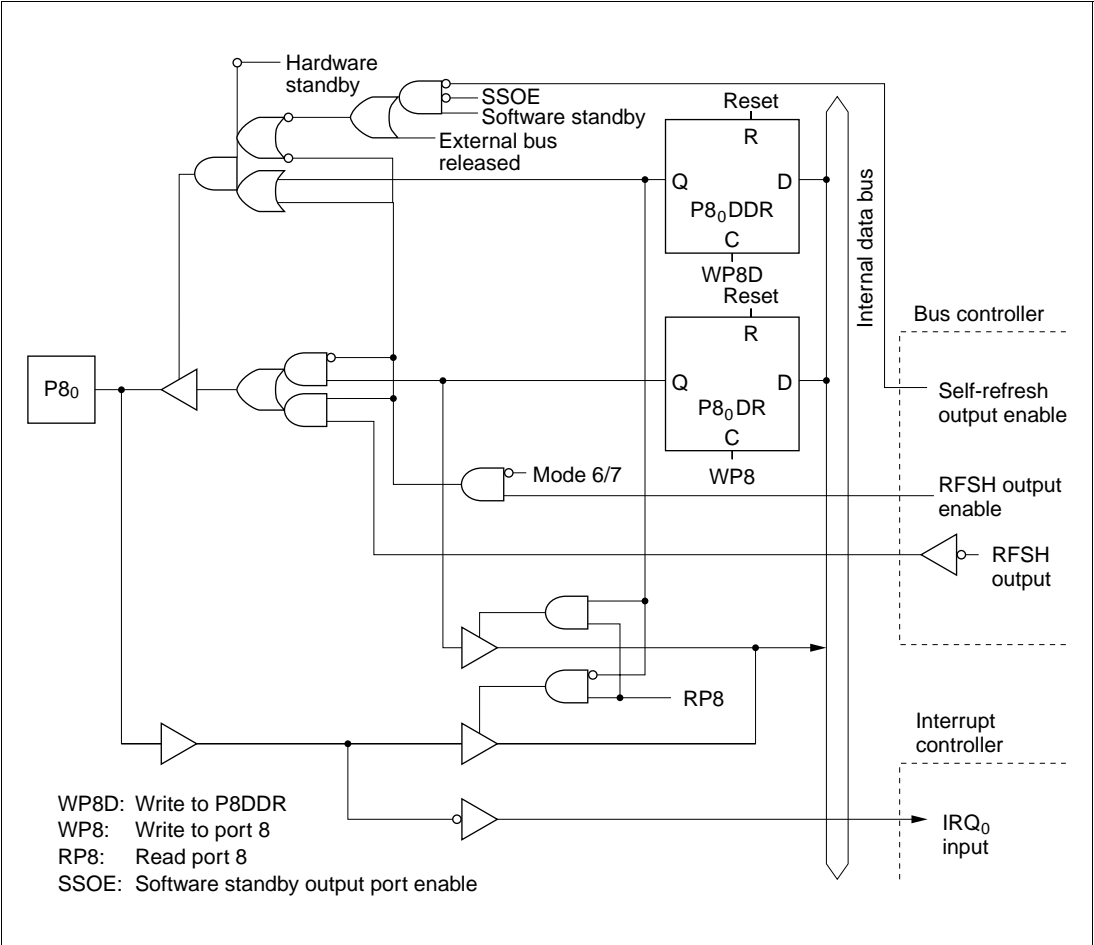 Hardware
standby
SSOE
Software standby
External bus
released
Reset
R
Q
D
P8₀DDR
C
WP8D
Reset
R
Q
D
P8₀DR
C
WP8
Internal data bus
Bus controller
Self-refresh
output enable
RFSH output
enable
RFSH
output
P8₀
Mode 6/7
RP8
Interrupt
controller
IRQ₀
input
WP8D: Write to P8DDR
WP8: Write to port 8
RP8: Read port 8
SSOE: Software standby output port enable